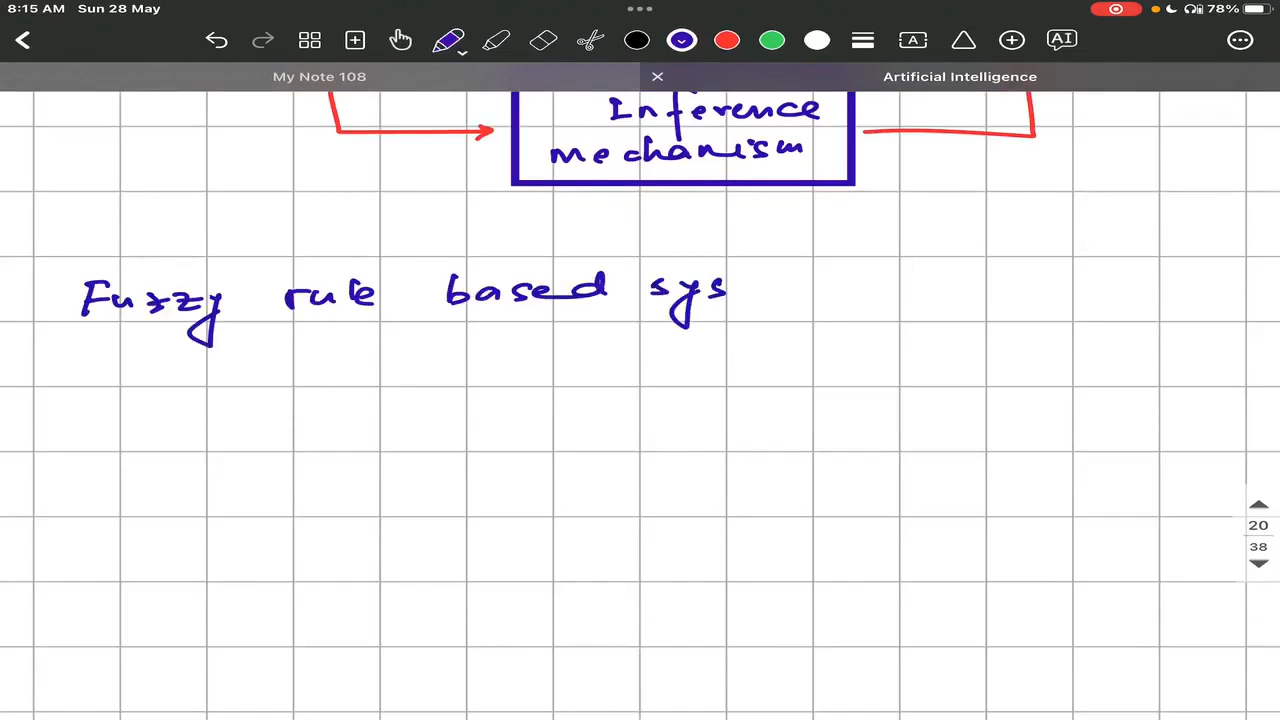 8:15 AM Sun 28 May
78%
A
AI
My Note 108
Artificial Intelligence
Inference
mechanism
Fuzzy rule based sys
20
38